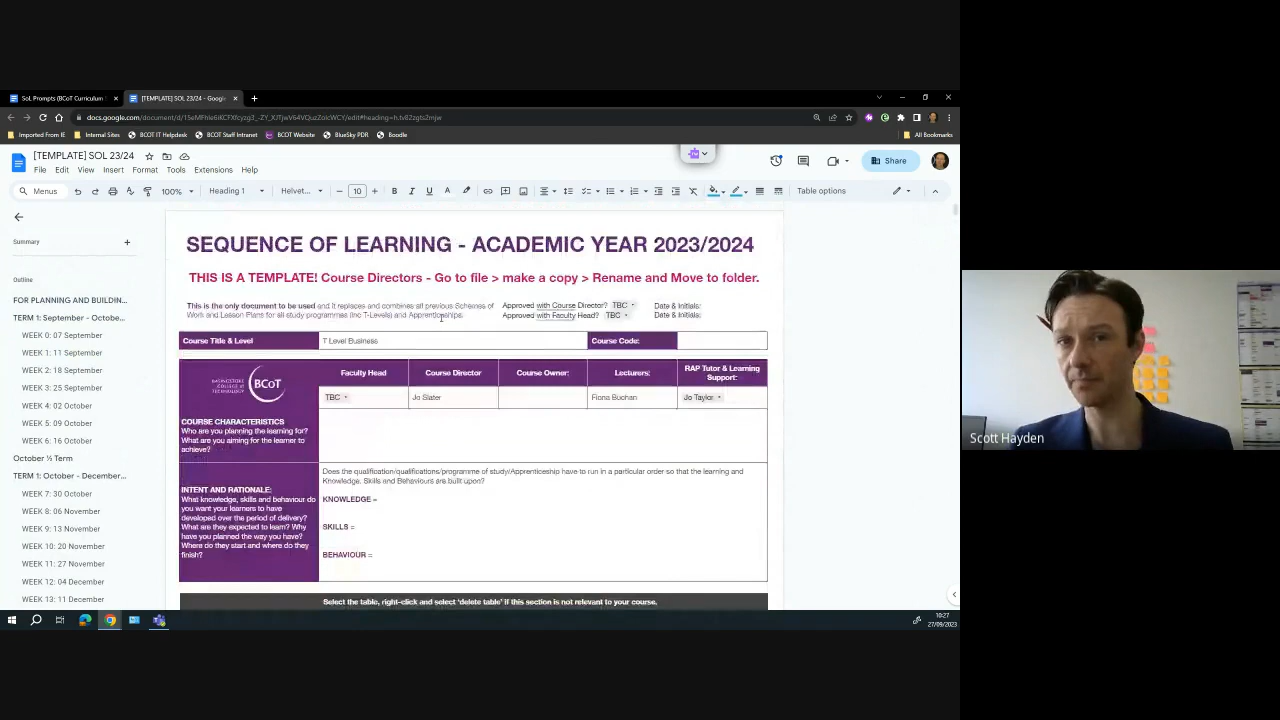 SoL Prompts (BCoT Curriculum
[TEMPLATE] SOL 23/24 - Google
Imported From IE
Internal Sites
BCOT IT Helpdesk
BCOT Staff Intranet
BCOT Website
BlueSky PDR
Boodle
All Bookmarks
[TEMPLATE] SOL 23/24
File Edit View Insert Format Tools Extensions
Share
Menus
100%
Heading 1
Helvet...
10
Table options
Summary
Outline
FOR PLANNING AND BUILDIN...
TERM 1: September - Octobe...
WEEK 0: 07 September
WEEK 1: 11 September
WEEK 2: 18 September
WEEK 3: 25 September
WEEK 4: 02 October
WEEK 5: 09 October
WEEK 6: 16 October
October ½ Term
TERM 1: October - December...
WEEK 7: 30 October
WEEK 8: 06 November
WEEK 9: 13 November
WEEK 10: 20 November
WEEK 11: 27 November
WEEK 12: 04 December
WEEK 13: 11 December
SEQUENCE OF LEARNING - ACADEMIC YEAR 2023/2024
THIS IS A TEMPLATE! Course Directors - Go to file > make a copy > Rename and Move to folder.
This is the only document to be used and it replaces and combines all previous Schemes of
Work and Lesson Plans for all study programmes (inc T-Levels) and Apprenticeships.
Approved with Course Director? TBC
Approved with Faculty Head? TBC
Date & Initials:
Date & Initials:
Course Title & Level
T Level Business
Course Code:
BASINGSTOKE
COLLEGE OF
TECHNOLOGY
BCoT
Faculty Head
Course Director
Course Owner:
Lecturers:
RAP Tutor & Learning
Support:
TBC
Jo Slater
Fiona Buchan
Jo Taylor
COURSE CHARACTERISTICS
Who are you planning the learning for?
What are you aiming for the learner to
achieve?
INTENT AND RATIONALE:
What knowledge, skills and behaviour do
you want your learners to have
developed over the period of delivery?
What are they expected to learn? Why
have you planned the way you have?
Where do they start and where do they
finish?
Does the qualification/qualifications/programme of study/Apprenticeship have to run in a particular order so that the learning and
Knowledge, Skills and Behaviours are built upon?
KNOWLEDGE =
SKILLS =
BEHAVIOUR =
Select the table, right-click and select 'delete table' if this section is not relevant to your course.
10:27
27/09/2023
Scott Hayden